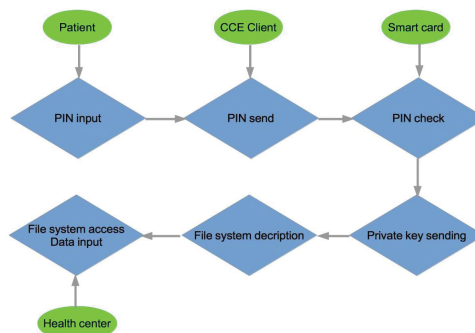 Patient
CCE Client
Smart card
PIN input
PIN send
PIN check
File system access
Data input
File system decription
Private key sending
Health center